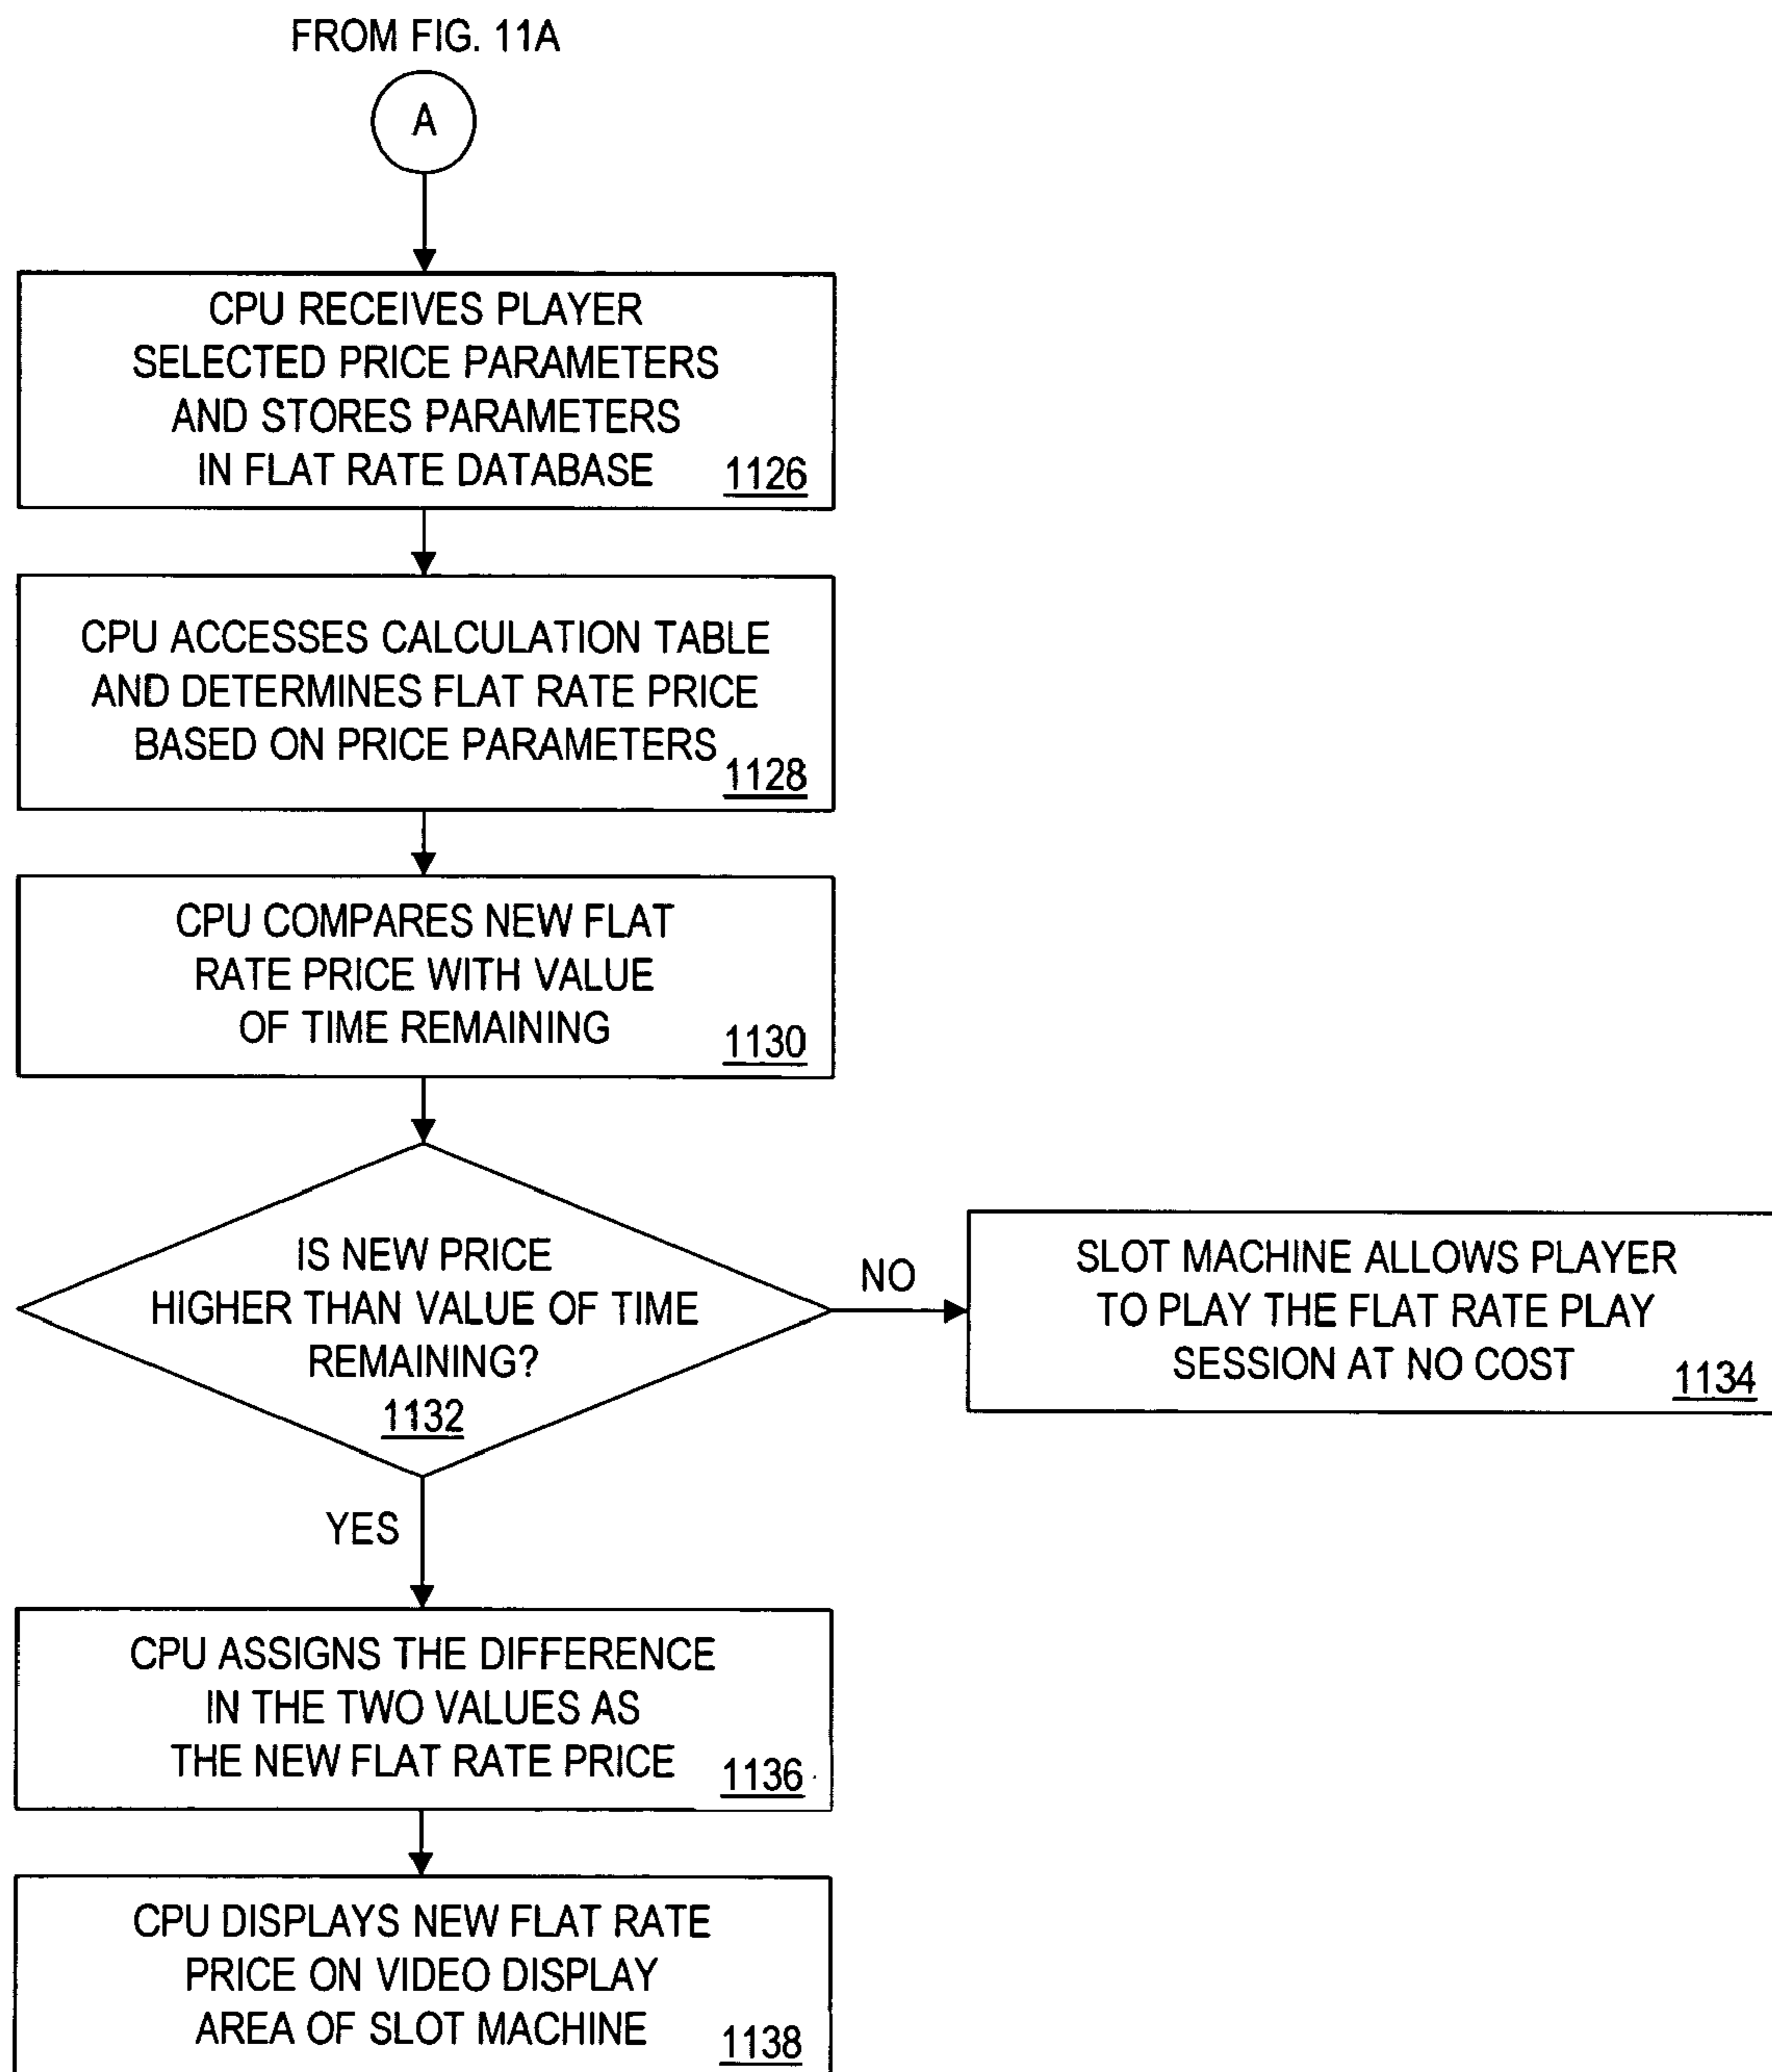 FROM FIG. 11A
A
CPU RECEIVES PLAYER
SELECTED PRICE PARAMETERS
AND STORES PARAMETERS
IN FLAT RATE DATABASE 1126
CPU ACCESSES CALCULATION TABLE
AND DETERMINES FLAT RATE PRICE
BASED ON PRICE PARAMETERS
1128
CPU COMPARES NEW FLAT
RATE PRICE WITH VALUE
OF TIME REMAINING 1130
IS NEW PRICE
HIGHER THAN VALUE OF TIME
REMAINING?
1132
NO
SLOT MACHINE ALLOWS PLAYER
TO PLAY THE FLAT RATE PLAY
SESSION AT NO COST 1134
YES
CPU ASSIGNS THE DIFFERENCE
IN THE TWO VALUES AS
THE NEW FLAT RATE PRICE 1136
CPU DISPLAYS NEW FLAT RATE
PRICE ON VIDEO DISPLAY
AREA OF SLOT MACHINE 1138